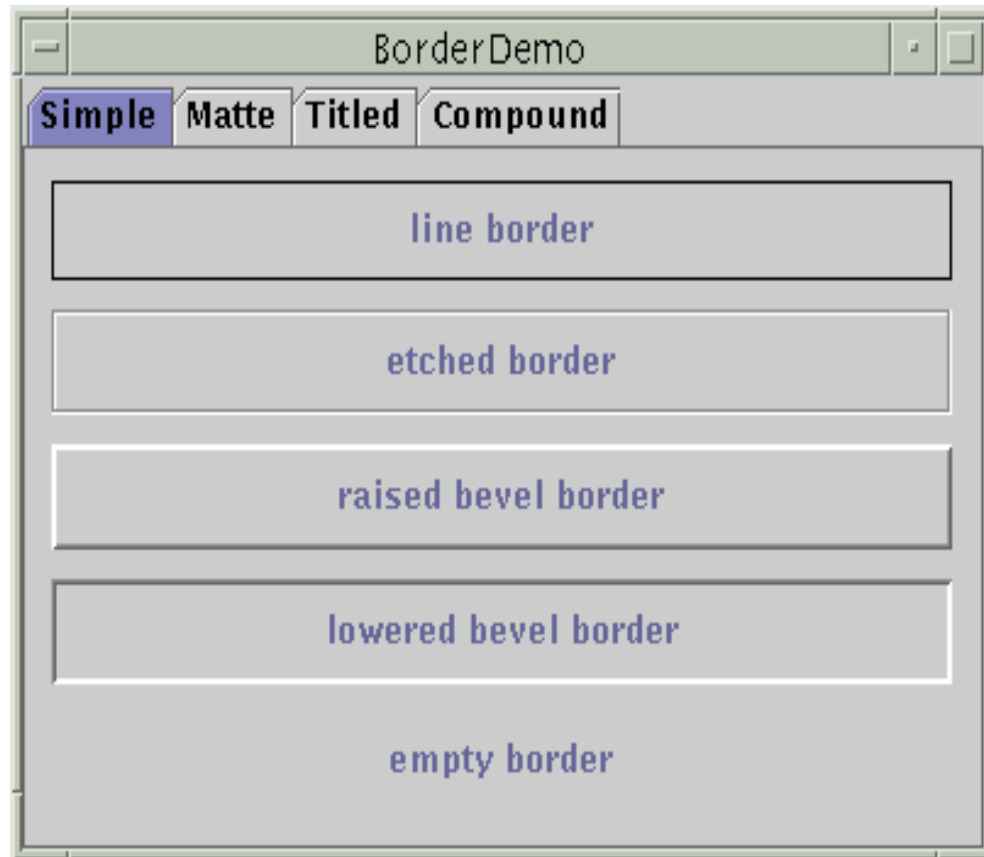 BorderDemo
Simple Matte Titled Compound
line border
etched border
raised bevel border
lowered bevel border
empty border